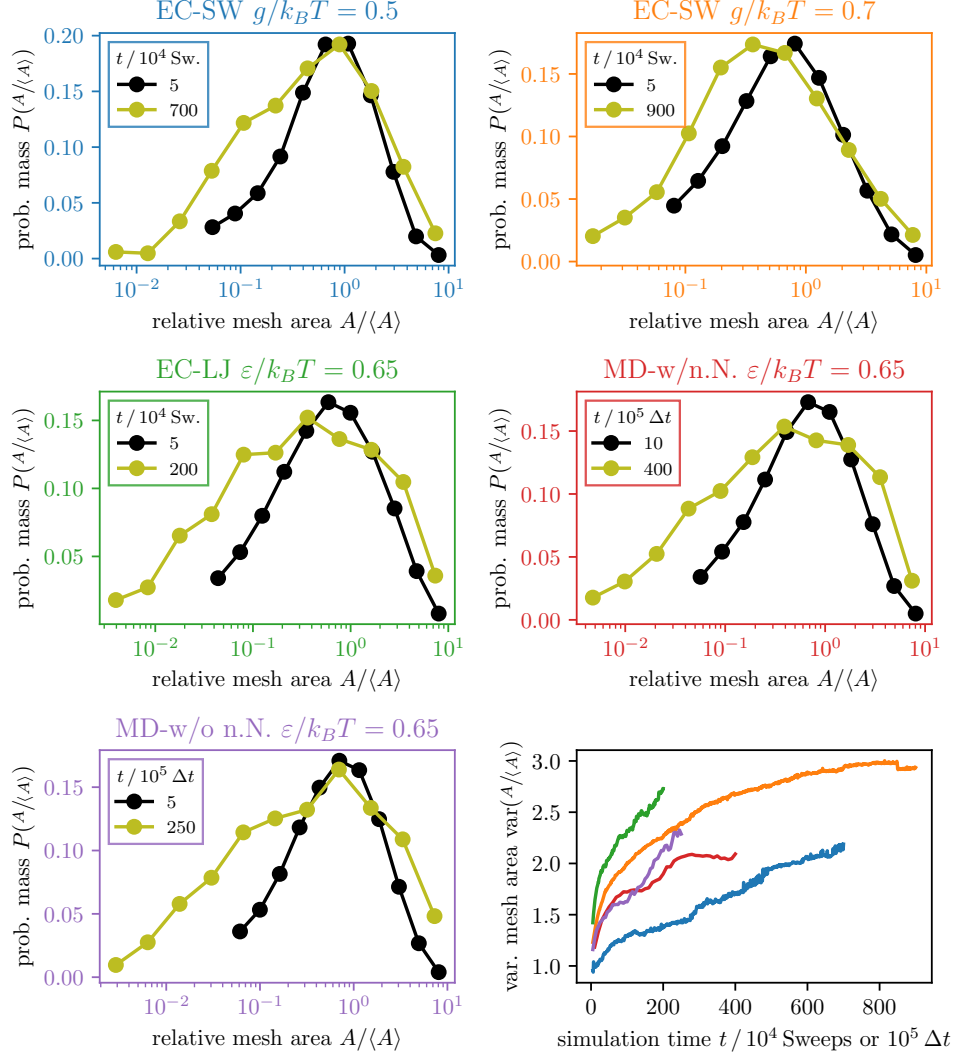 EC-SW g/k_BT = 0.5
prob. mass P(A/⟨A⟩)
0.20
0.15
0.10
0.05
0.00
t / 10^4 Sw.
5
700
10^−2 10^−1 10^0 10^1
relative mesh area A/⟨A⟩
EC-SW g/k_BT = 0.7
prob. mass P(A/⟨A⟩)
0.15
0.10
0.05
0.00
t / 10^4 Sw.
5
900
10^−1 10^0 10^1
relative mesh area A/⟨A⟩
EC-LJ ε/k_BT = 0.65
prob. mass P(A/⟨A⟩)
0.15
0.10
0.05
t / 10^4 Sw.
5
200
10^−2 10^−1 10^0 10^1
relative mesh area A/⟨A⟩
MD-w/n.N. ε/k_BT = 0.65
prob. mass P(A/⟨A⟩)
0.15
0.10
0.05
0.00
t / 10^5 Δt
10
400
10^−2 10^−1 10^0 10^1
relative mesh area A/⟨A⟩
MD-w/o n.N. ε/k_BT = 0.65
prob. mass P(A/⟨A⟩)
0.15
0.10
0.05
0.00
t / 10^5 Δt
5
250
10^−3 10^−2 10^−1 10^0 10^1
relative mesh area A/⟨A⟩
var. mesh area var(A/⟨A⟩)
3.0
2.5
2.0
1.5
1.0
0 200 400 600 800
simulation time t / 10^4 Sweeps or 10^5 Δt